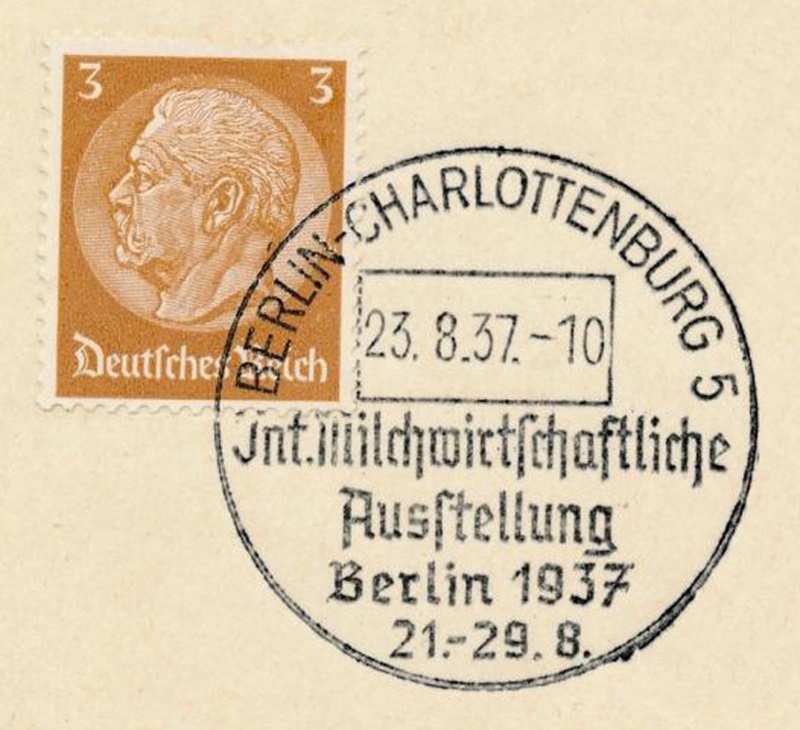 3 3
Deutsches Reich
BERLIN-CHARLOTTENBURG 5
23.8.37.-10
Int. Milchwirtschaftliche
Ausstellung
Berlin 1937
21.-29.8.